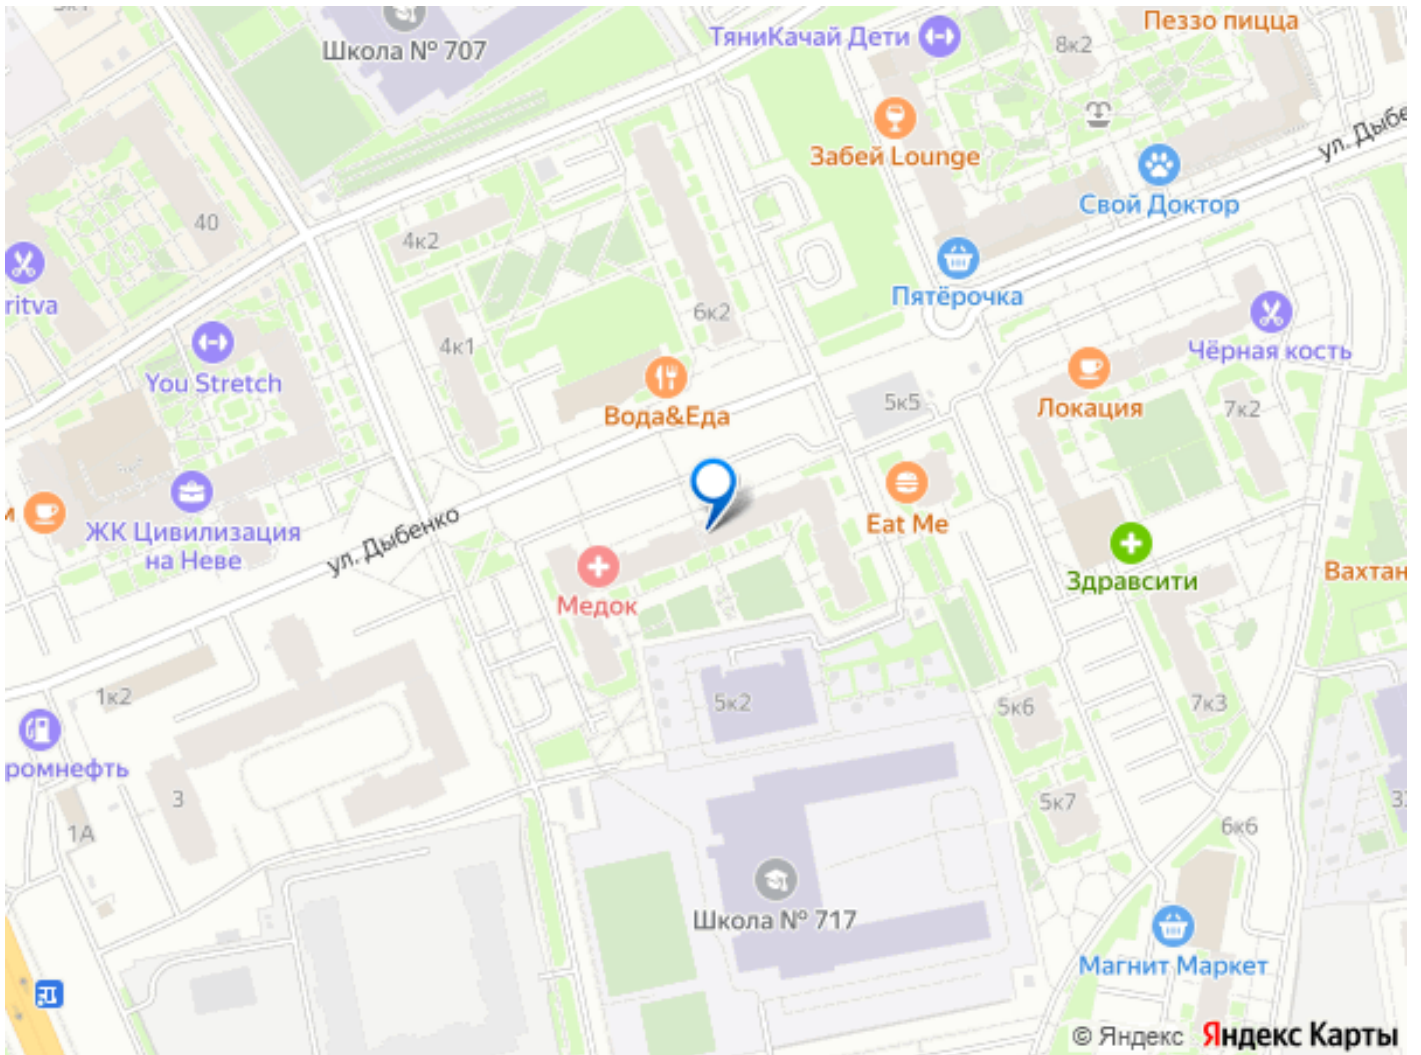 Школа № 707
ТяниКачай Дети
Пеззо пицца
8к2
Забей Lounge
ул. Дыбе
Свой Доктор
40
4к2
ritva
Пятёрочка
6к2
4к1
You Stretch
Чёрная кость
Вода&Еда
5к5
Локация
7к2
ЖК Цивилизация
на Неве
ул. Дыбенко
Eat Me
Медок
Здравсити
Вахтан
1к2
5к2
5к6
7к3
ромнефть
3
1А
5к7
6к6
Школа № 717
Магнит Маркет
© Яндекс Яндекс Карты